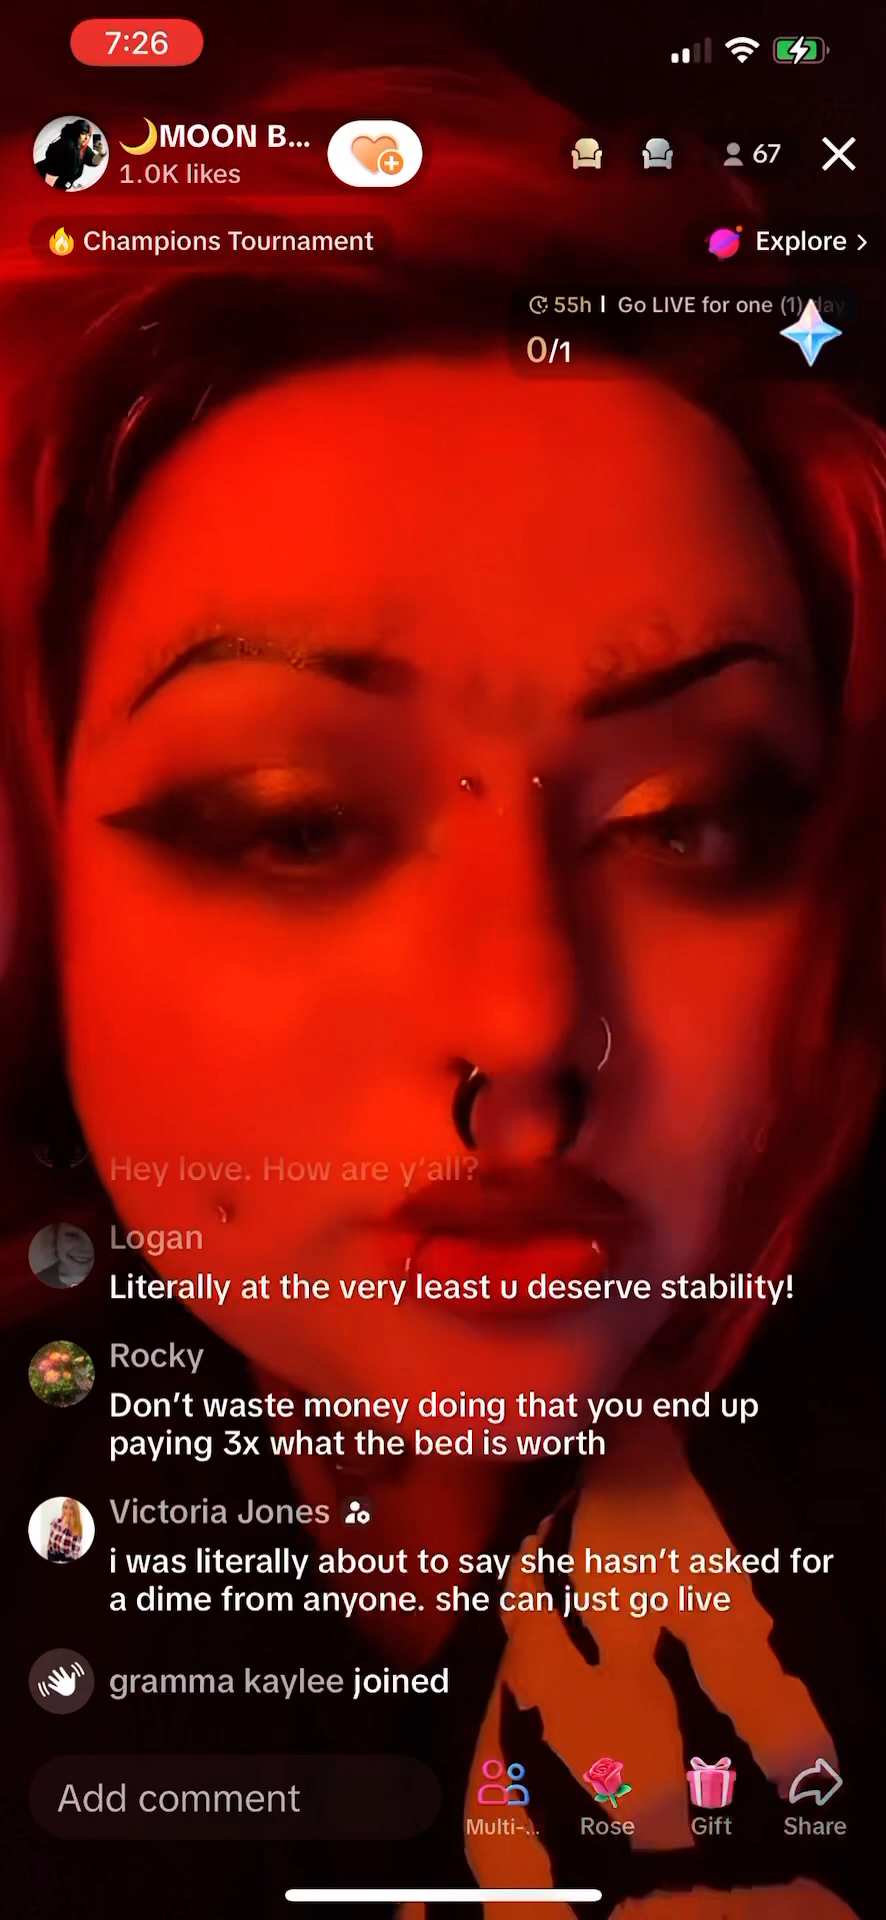 7:26
🌙MOON B...
1.0K likes
67
🔥 Champions Tournament
Explore >
55h | Go LIVE for one (1) day
0/1
Hey love. How are y'all?
Logan
Literally at the very least u deserve stability!
Rocky
Don't waste money doing that you end up
paying 3x what the bed is worth
Victoria Jones
i was literally about to say she hasn't asked for
a dime from anyone. she can just go live
gramma kaylee joined
Add comment
Multi-...
Rose
Gift
Share